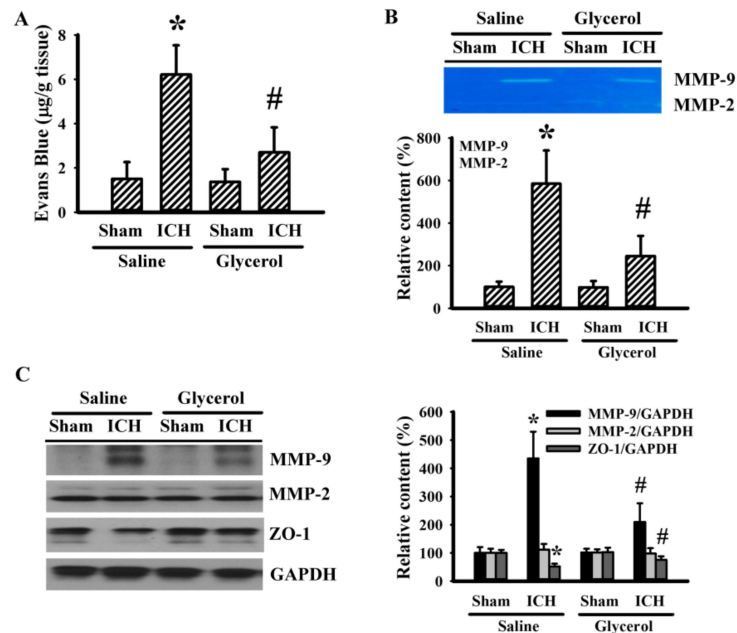 A
Evans Blue (µg/g tissue)
8
6
4
2
0
*
#
Sham ICH Sham ICH
Saline Glycerol
B
Saline Glycerol
Sham ICH Sham ICH
MMP-9
MMP-2
Relative content (%)
800
600
400
200
0
MMP-9
MMP-2
*
#
Sham ICH Sham ICH
Saline Glycerol
C
Saline Glycerol
Sham ICH Sham ICH
MMP-9
MMP-2
ZO-1
GAPDH
Relative content (%)
600
500
400
300
200
100
0
MMP-9/GAPDH
MMP-2/GAPDH
ZO-1/GAPDH
*
*
#
#
Sham ICH Sham ICH
Saline Glycerol